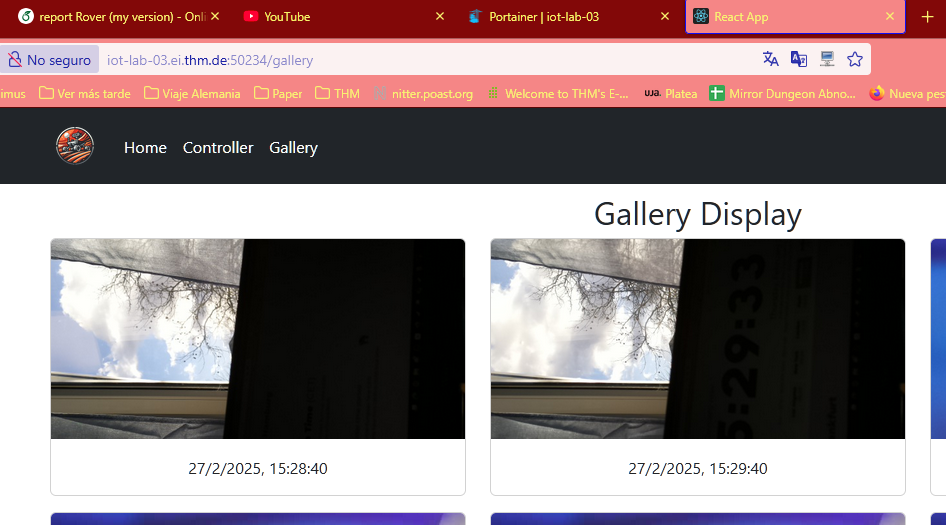 report Rover (my version) - Onli
YouTube
Portainer | iot-lab-03
React App
No seguro
iot-lab-03.ei.thm.de:50234/gallery
imus
Ver más tarde
Viaje Alemania
Paper
THM
nitter.poast.org
Welcome to THM's E-...
uja. Platea
Mirror Dungeon Abno...
Nueva pes
Home
Controller
Gallery
Gallery Display
5:29:33
nkfurt
27/2/2025, 15:28:40
27/2/2025, 15:29:40